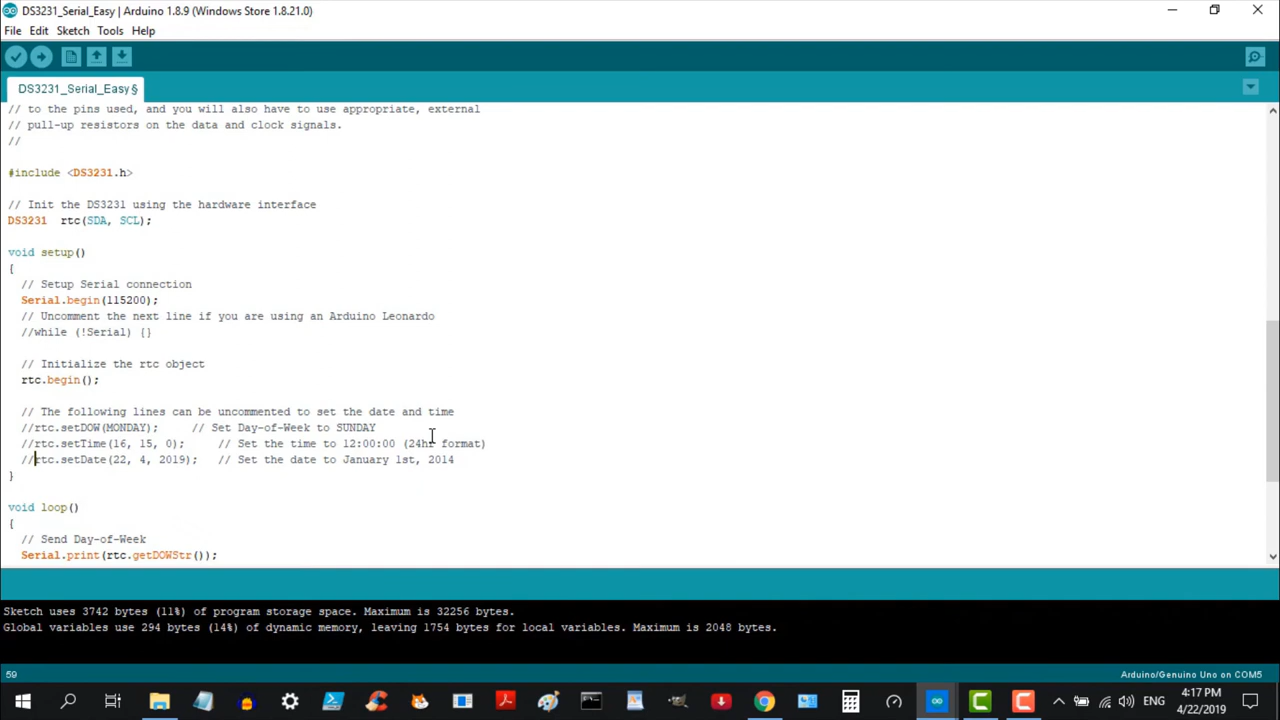 DS3231_Serial_Easy | Arduino 1.8.9 (Windows Store 1.8.21.0)
File Edit Sketch Tools Help
DS3231_Serial_Easy §
// to the pins used, and you will also have to use appropriate, external
// pull-up resistors on the data and clock signals.
//
#include <DS3231.h>
// Init the DS3231 using the hardware interface
DS3231  rtc(SDA, SCL);
void setup()
{
// Setup Serial connection
Serial.begin(115200);
// Uncomment the next line if you are using an Arduino Leonardo
//while (!Serial) {}
// Initialize the rtc object
rtc.begin();
// The following lines can be uncommented to set the date and time
//rtc.setDOW(MONDAY);     // Set Day-of-Week to SUNDAY
//rtc.setTime(16, 15, 0);     // Set the time to 12:00:00 (24hr format)
//rtc.setDate(22, 4, 2019);   // Set the date to January 1st, 2014
}
void loop()
{
// Send Day-of-Week
Serial.print(rtc.getDOWStr());
Sketch uses 3742 bytes (11%) of program storage space. Maximum is 32256 bytes.
Global variables use 294 bytes (14%) of dynamic memory, leaving 1754 bytes for local variables. Maximum is 2048 bytes.
59
Arduino/Genuino Uno on COM5
ENG
4:17 PM
4/22/2019